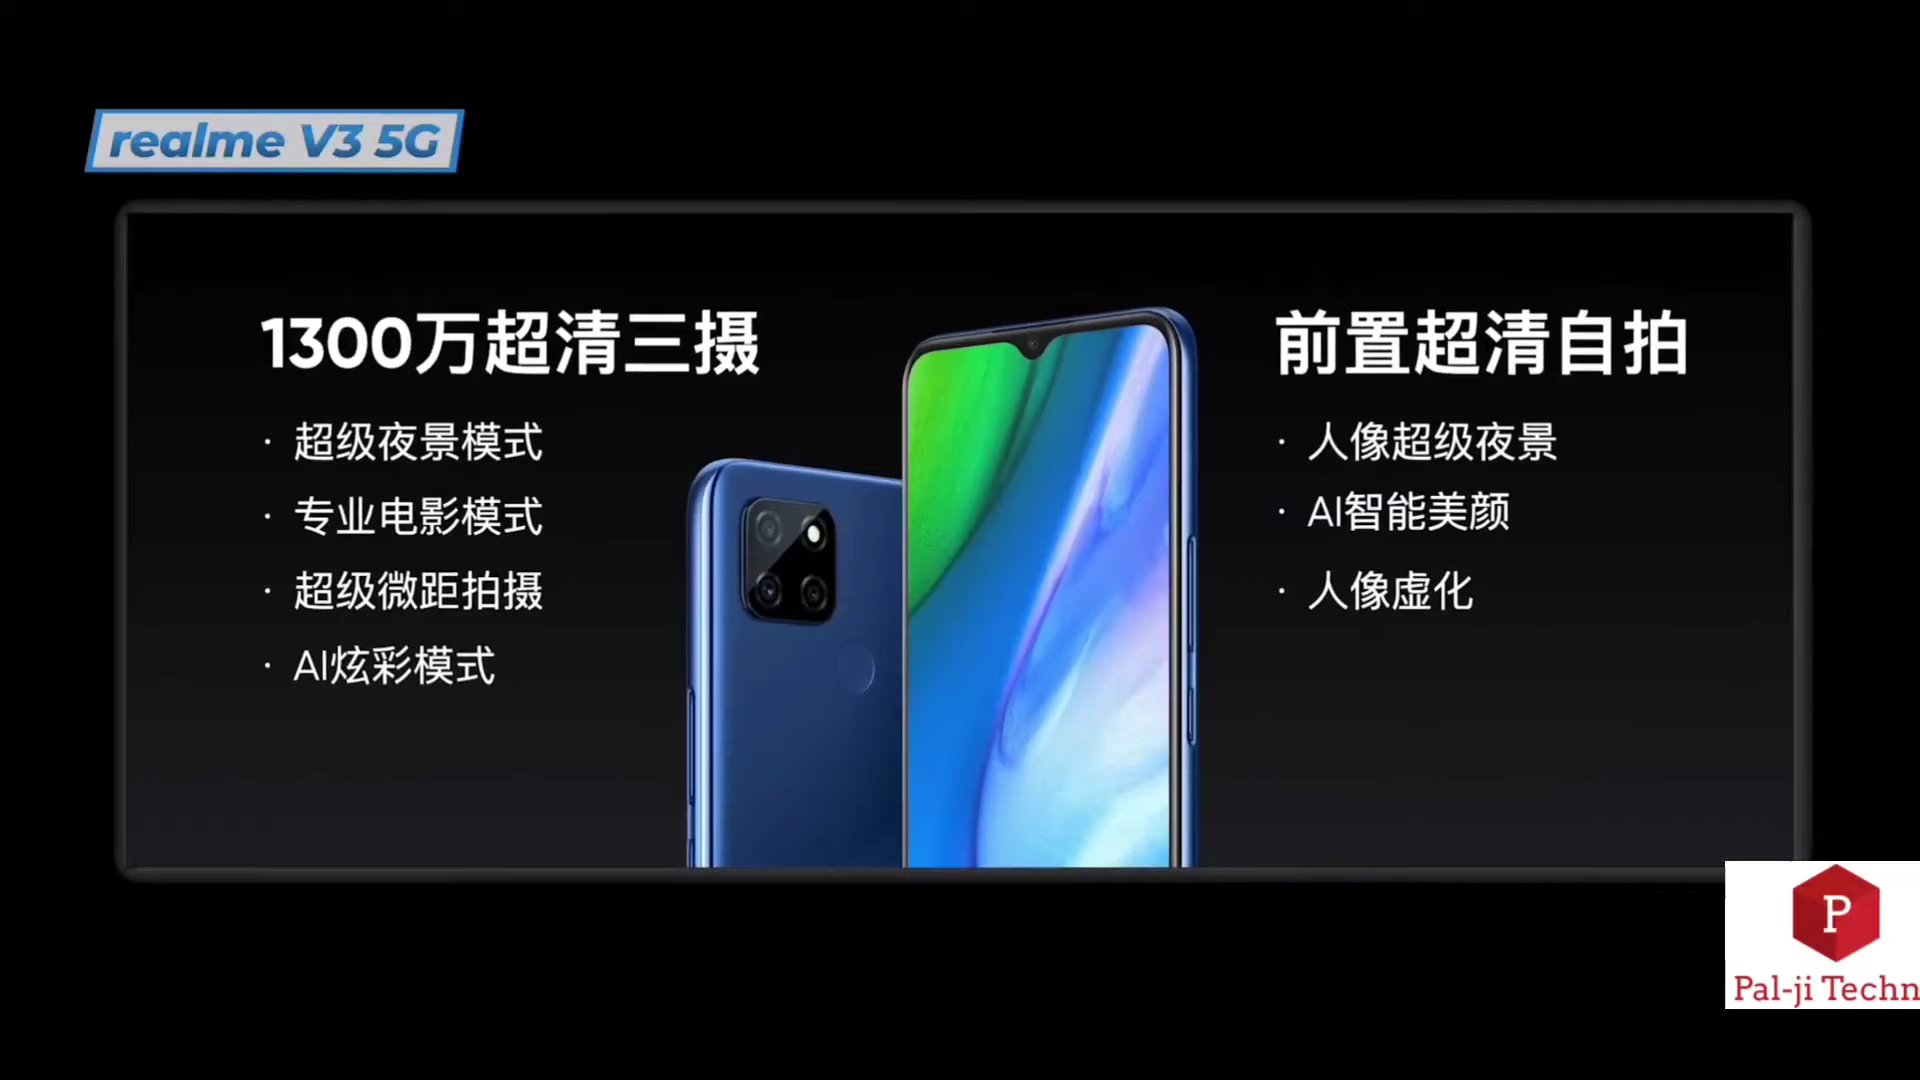 realme V3 5G
1300万超清三摄
· 超级夜景模式
· 专业电影模式
· 超级微距拍摄
· AI炫彩模式
前置超清自拍
· 人像超级夜景
· AI智能美颜
· 人像虚化
P
Pal-ji Techn